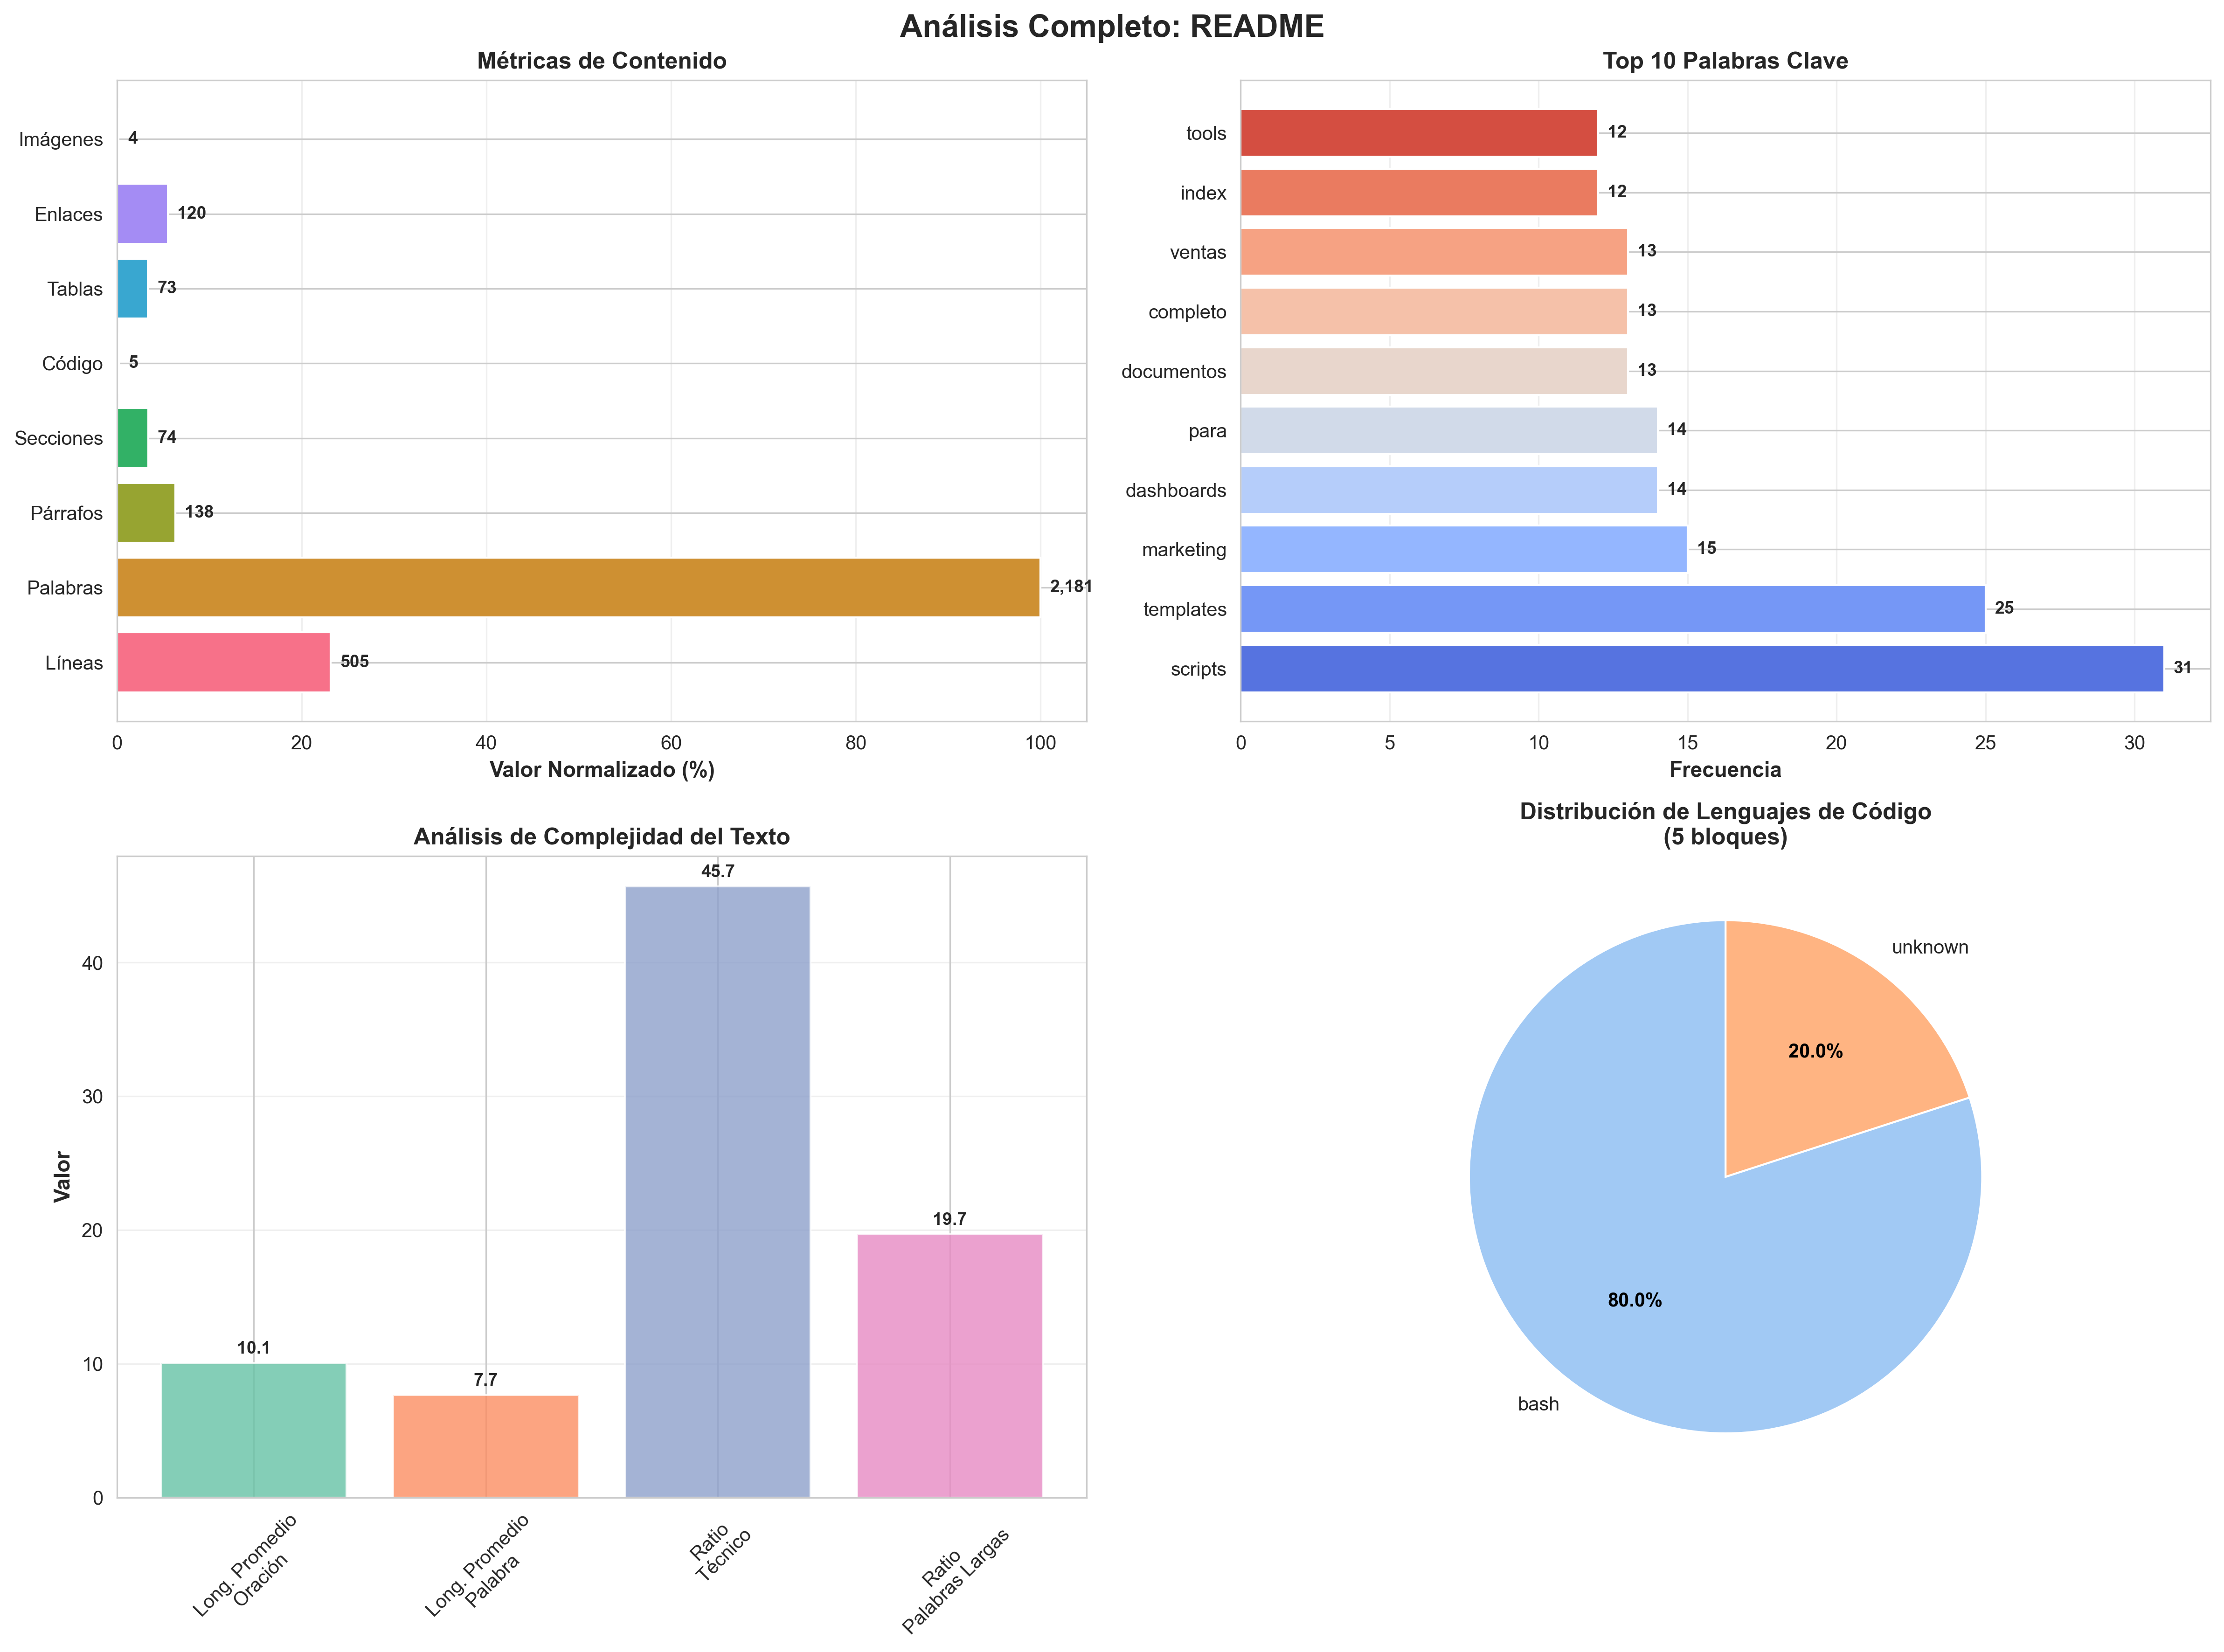 Análisis Completo: README
Métricas de Contenido
Imágenes
4
Enlaces
120
Tablas
73
Código
5
Secciones
74
Párrafos
138
Palabras
2,181
Líneas
505
0 20 40 60 80 100
Valor Normalizado (%)
Top 10 Palabras Clave
tools
12
index
12
ventas
13
completo
13
documentos
13
para
14
dashboards
14
marketing
15
templates
25
scripts
31
0 5 10 15 20 25 30
Frecuencia
Análisis de Complejidad del Texto
Valor
40
30
20
10
0
10.1
7.7
45.7
19.7
Long. Promedio
Oración
Long. Promedio
Palabra
Ratio
Técnico
Ratio
Palabras Largas
Distribución de Lenguajes de Código
(5 bloques)
unknown
20.0%
80.0%
bash